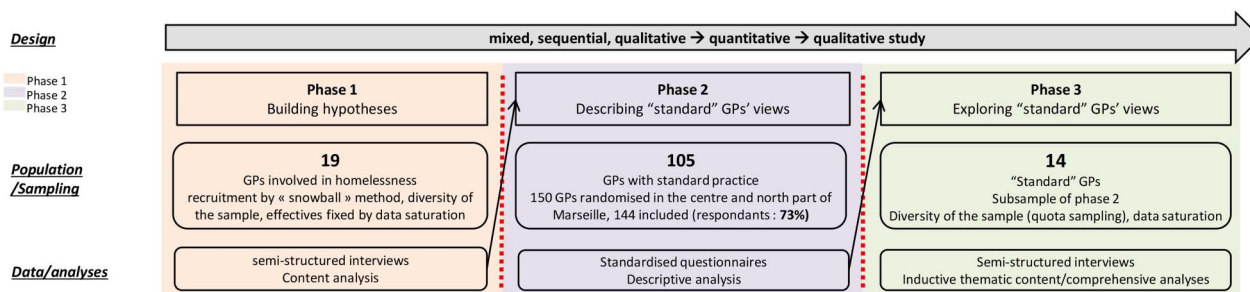 Design
mixed, sequential, qualitative → quantitative → qualitative study
Phase 1
Phase 2
Phase 3
Phase 1
Building hypotheses
Phase 2
Describing “standard” GPs’ views
Phase 3
Exploring “standard” GPs’ views
Population
/Sampling
19
GPs involved in homelessness
recruitment by « snowball » method, diversity
of the sample, effectives fixed by data saturation
105
GPs with standard practice
150 GPs randomised in the centre and north part of
Marseille, 144 included (respondants : 73%)
14
“Standard” GPs
Subsample of phase 2
Diversity of the sample (quota sampling), data saturation
Data/analyses
semi-structured interviews
Content analysis
Standardised questionnaires
Descriptive analysis
Semi-structured interviews
Inductive thematic content/comprehensive analyses